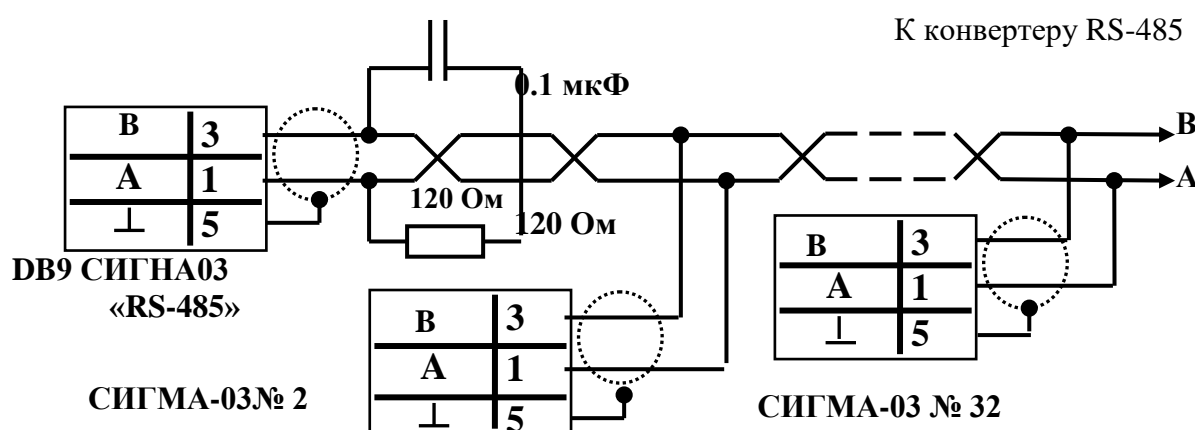 К конвертеру RS-485
0.1 мкФ
B 3
A 1
⊥ 5
B
A
120 Ом
120 Ом
DB9 СИГНА03
«RS-485»
B 3
A 1
⊥ 5
B 3
A 1
⊥ 5
СИГМА-03№ 2
СИГМА-03 № 32